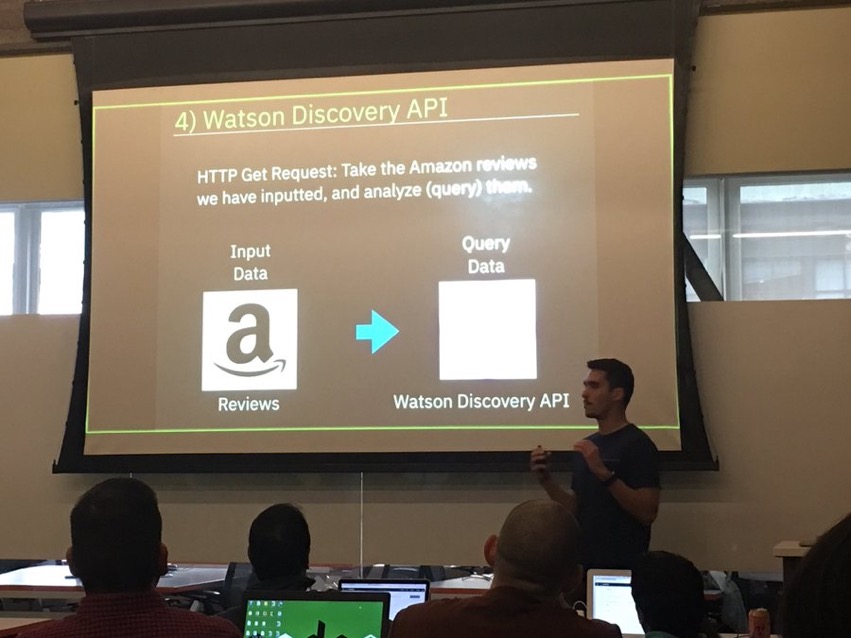 4) Watson Discovery API
HTTP Get Request: Take the Amazon reviews
we have inputted, and analyze (query) them.
Input
Data
Query
Data
a
Reviews
Watson Discovery API